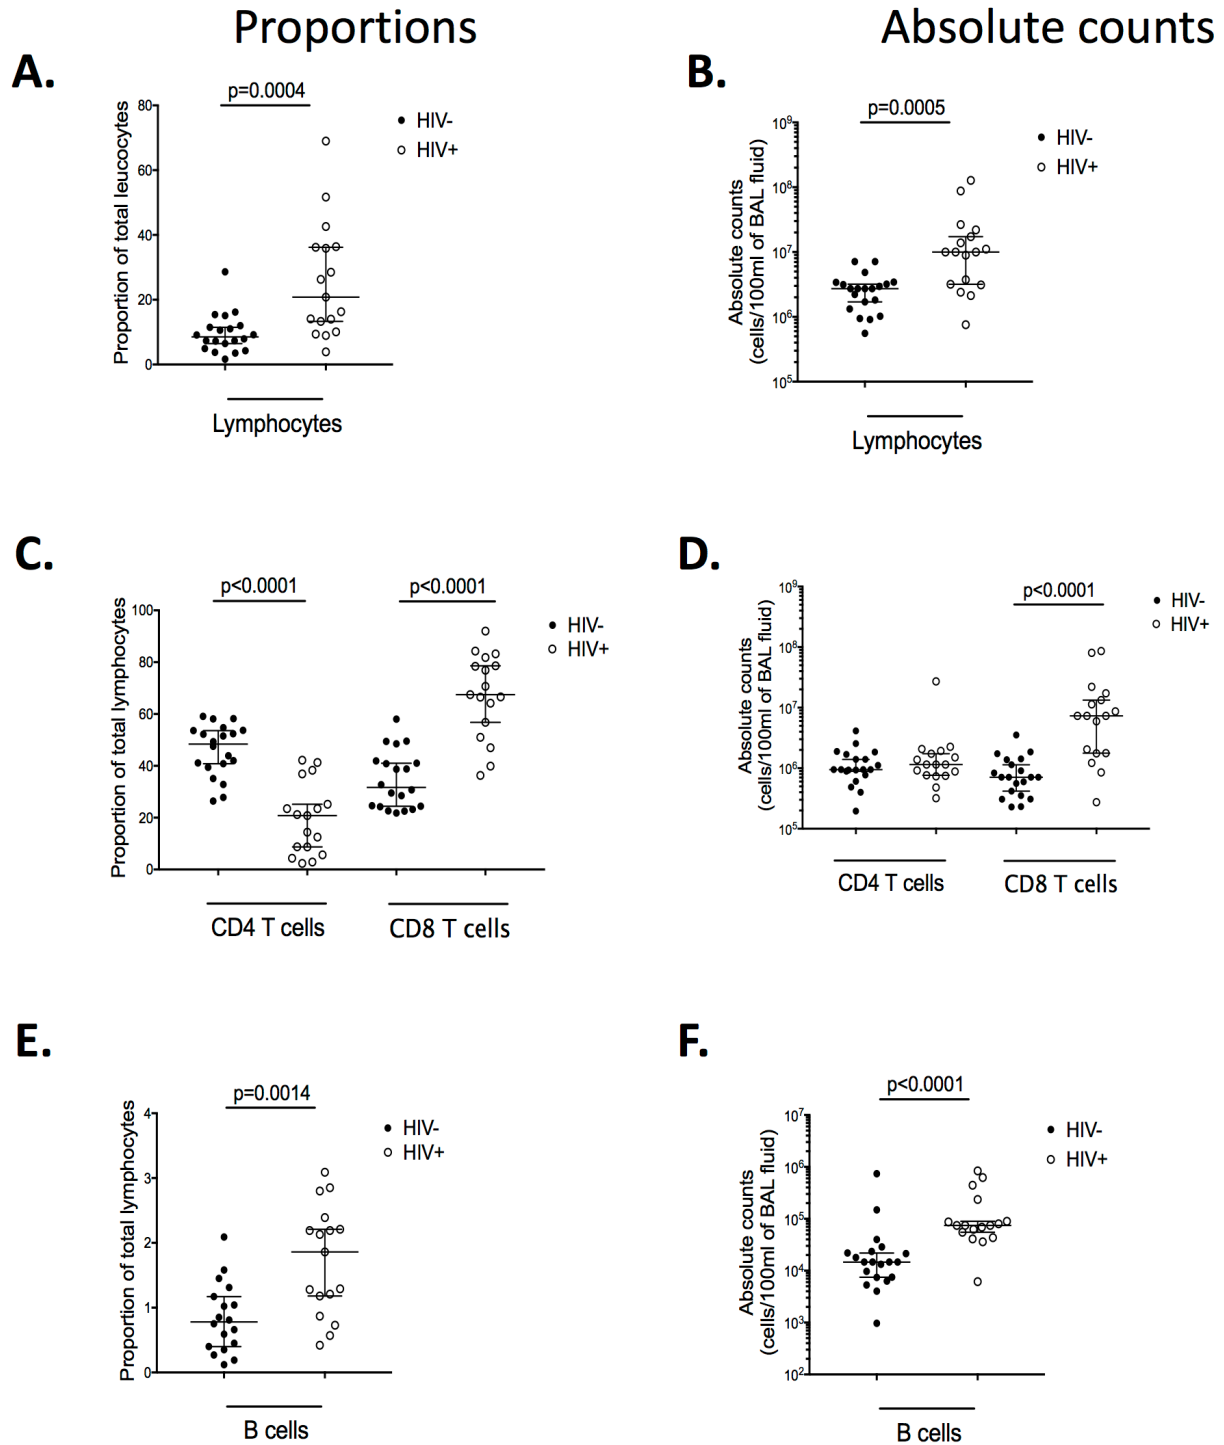 Proportions
Absolute counts
A.
p=0.0004
80
60
40
20
0
Proportion of total leucocytes
HIV-
HIV+
Lymphocytes
B.
p=0.0005
10⁹
10⁸
10⁷
10⁶
10⁵
Absolute counts
(cells/100ml of BAL fluid)
HIV-
HIV+
Lymphocytes
C.
p<0.0001
p<0.0001
100
80
60
40
20
0
Proportion of total lymphocytes
HIV-
HIV+
CD4 T cells
CD8 T cells
D.
p<0.0001
10⁹
10⁸
10⁷
10⁶
10⁵
Absolute counts
(cells/100ml of BAL fluid)
HIV-
HIV+
CD4 T cells
CD8 T cells
E.
p=0.0014
4
3
2
1
0
Proportion of total lymphocytes
HIV-
HIV+
B cells
F.
p<0.0001
10⁷
10⁶
10⁵
10⁴
10³
10²
Absolute counts
(cells/100ml of BAL fluid)
HIV-
HIV+
B cells